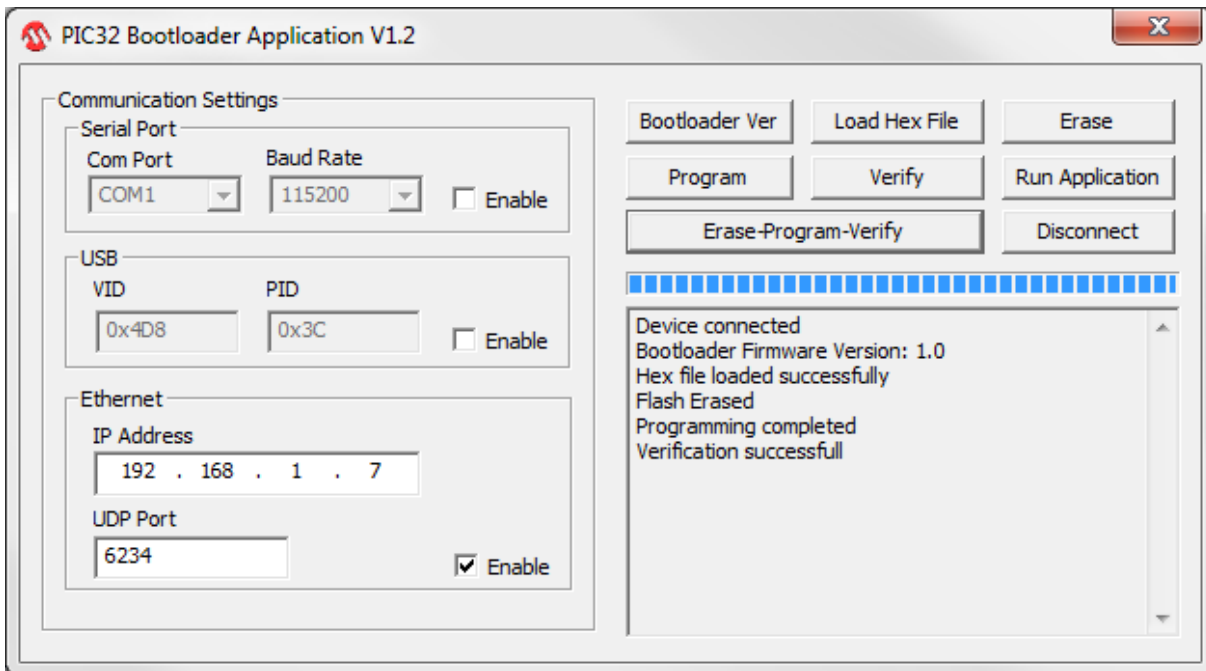 PIC32 Bootloader Application V1.2
Communication Settings
Serial Port
Com Port Baud Rate
COM1 115200 Enable
USB
VID PID
0x4D8 0x3C Enable
Ethernet
IP Address
192 . 168 . 1 . 7
UDP Port
6234 Enable
Bootloader Ver Load Hex File Erase
Program Verify Run Application
Erase-Program-Verify Disconnect
Device connected
Bootloader Firmware Version: 1.0
Hex file loaded successfully
Flash Erased
Programming completed
Verification successfull